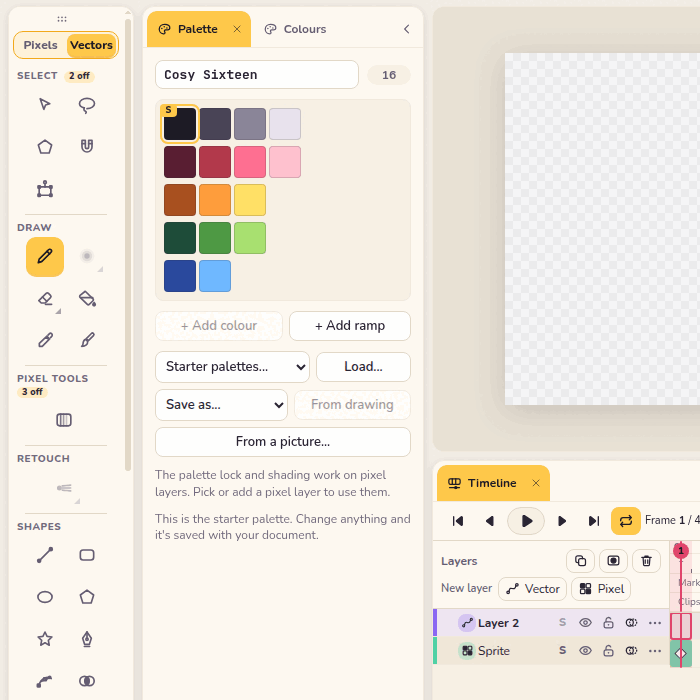 Pixels Vectors
SELECT 2 off
DRAW
PIXEL TOOLS
3 off
RETOUCH
SHAPES
Palette × Colours
Cosy Sixteen 16
S
+ Add colour + Add ramp
Starter palettes... Load...
Save as... From drawing
From a picture...
The palette lock and shading work on pixel
layers. Pick or add a pixel layer to use them.
This is the starter palette. Change anything and
it's saved with your document.
Timeline ×
Frame 1 / 4
Layers
1
New layer Vector Pixel
Mark
Clips
Layer 2 S
Sprite S